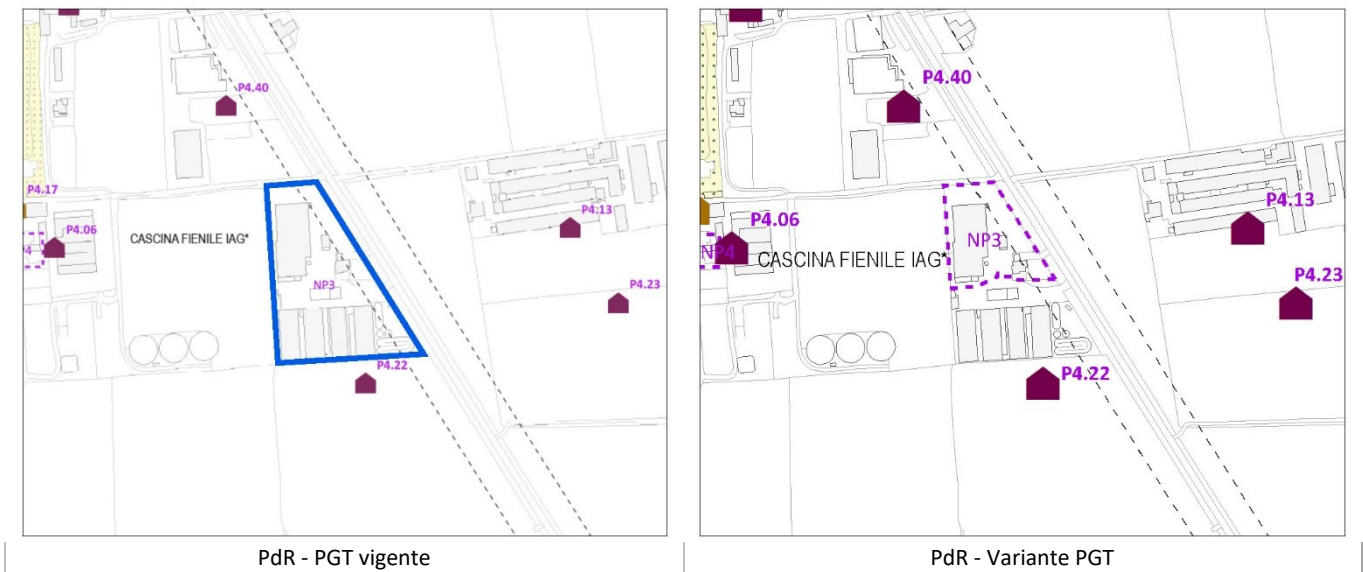 P4.40
P4.17
P4.06
P4
CASCINA FIENILE IAG*
NP3
P4.13
P4.23
P4.22
PdR - PGT vigente
P4.40
P4.06
NP4
CASCINA FIENILE IAG*
NP3
P4.13
P4.23
P4.22
PdR - Variante PGT